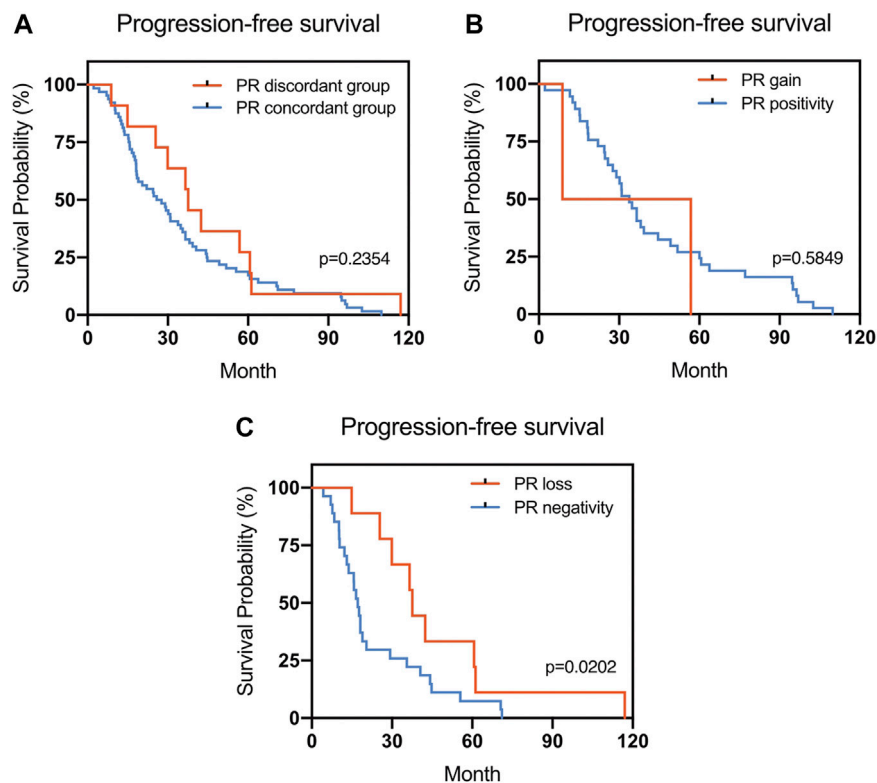 A
Progression-free survival
Survival Probability (%)
100
75
50
25
0
PR discordant group
PR concordant group
p=0.2354
0 30 60 90 120
Month
B
Progression-free survival
Survival Probability (%)
100
75
50
25
0
PR gain
PR positivity
p=0.5849
0 30 60 90 120
Month
C
Progression-free survival
Survival Probability (%)
100
75
50
25
0
PR loss
PR negativity
p=0.0202
0 30 60 90 120
Month